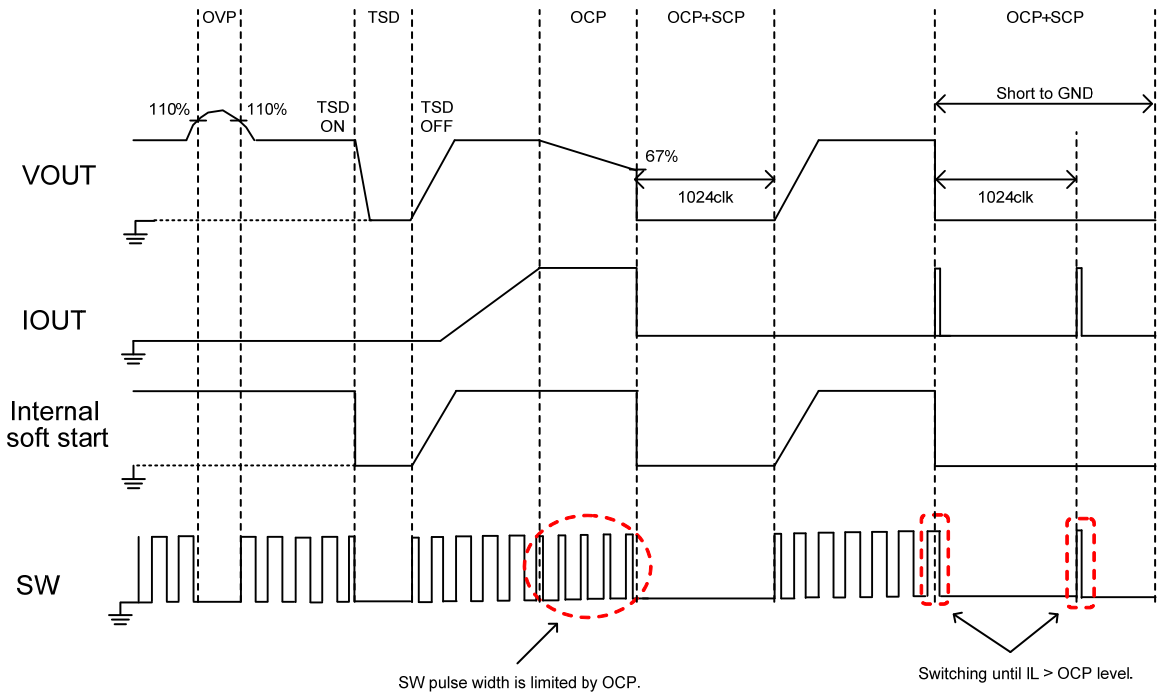 OVP
TSD
OCP
OCP+SCP
OCP+SCP
Short to GND
110%
110%
TSD
ON
TSD
OFF
67%
VOUT
1024clk
1024clk
IOUT
Internal
soft start
SW
SW pulse width is limited by OCP.
Switching until IL > OCP level.